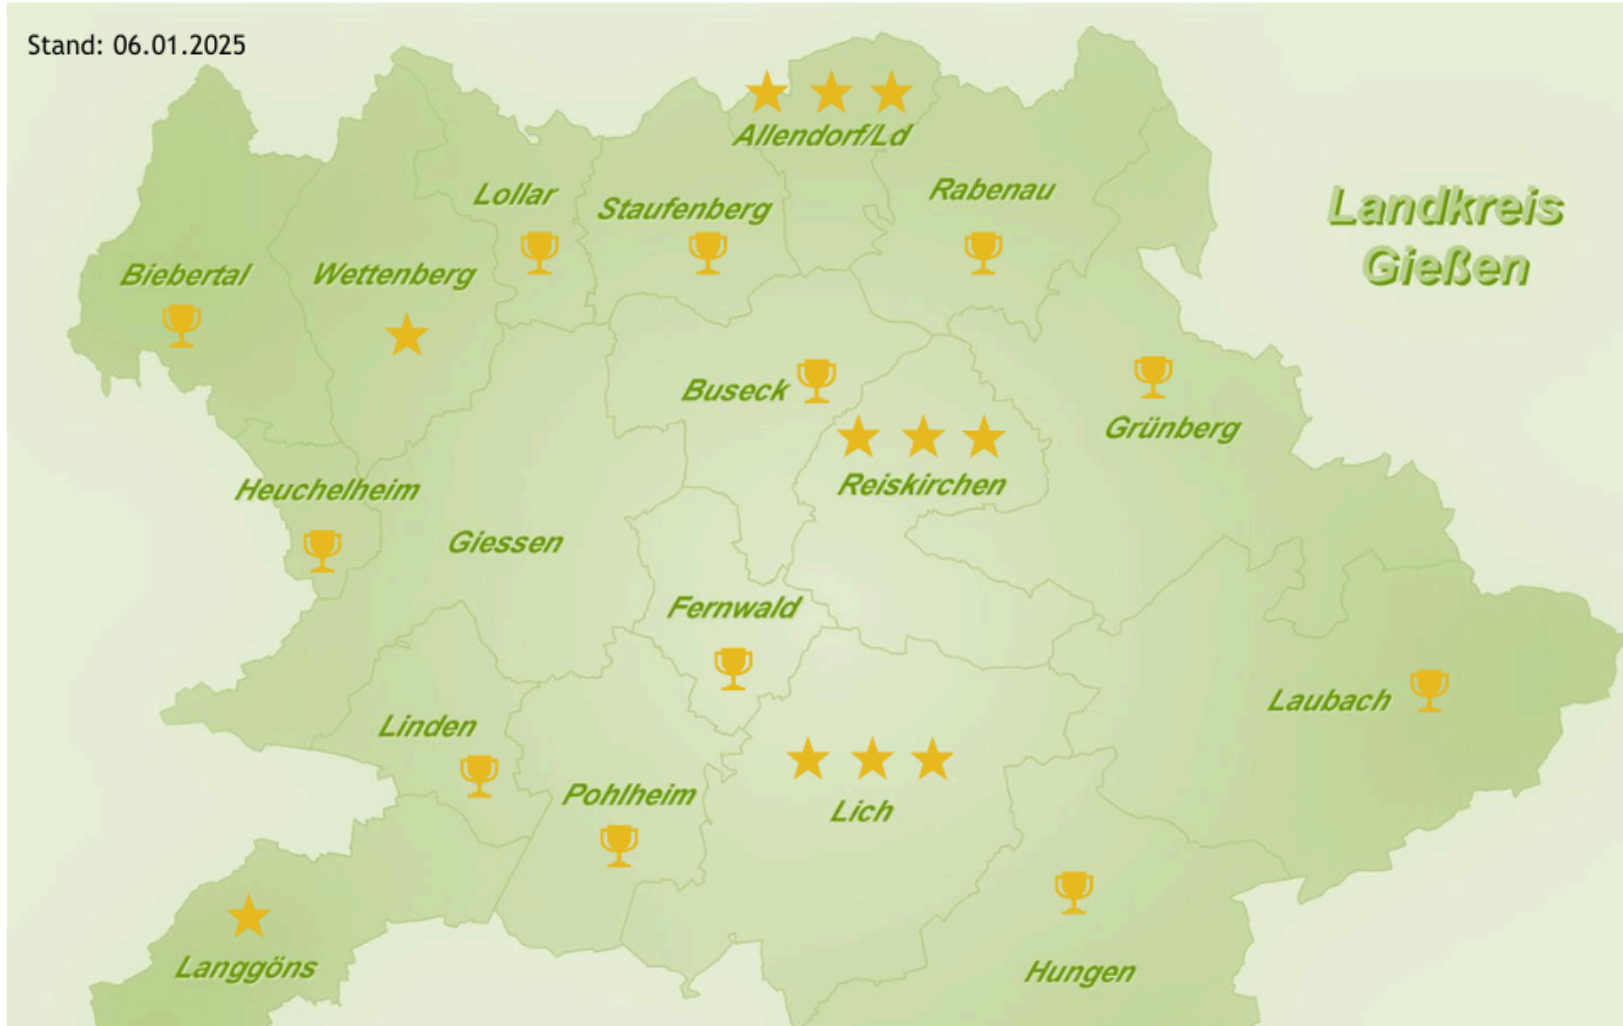 Stand: 06.01.2025
Allendorf/Ld
Lollar
Staufenberg
Rabenau
Landkreis
Gießen
Biebertal
Wettenberg
Buseck
Grünberg
Heuchelheim
Reiskirchen
Giessen
Fernwald
Laubach
Linden
Pohlheim
Lich
Langgöns
Hungen